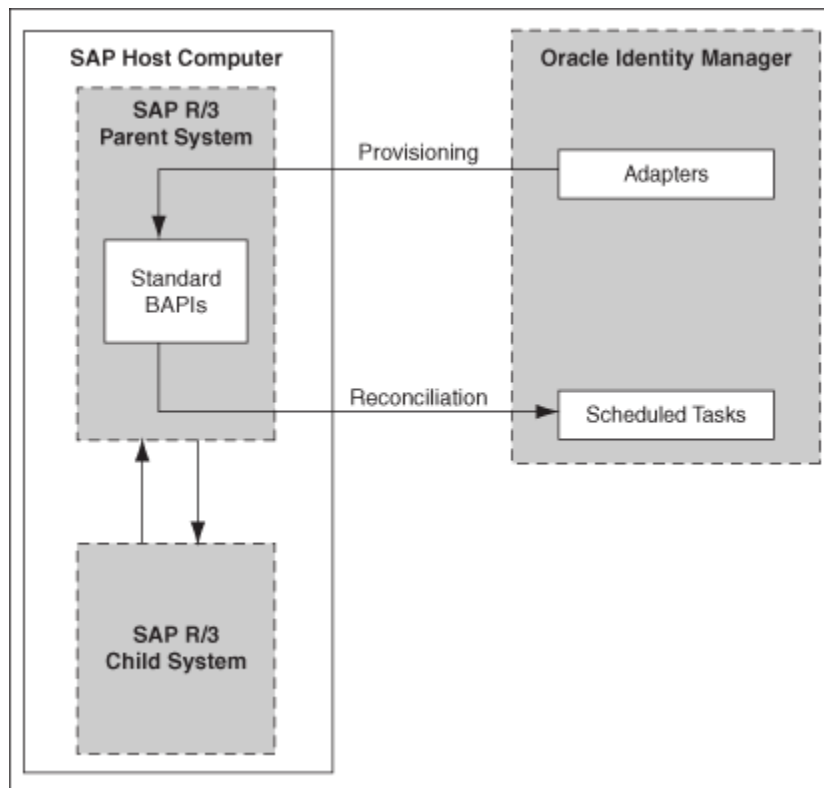 SAP Host Computer
SAP R/3
Parent System
Standard
BAPIs
Provisioning
Reconciliation
Oracle Identity Manager
Adapters
Scheduled Tasks
SAP R/3
Child System